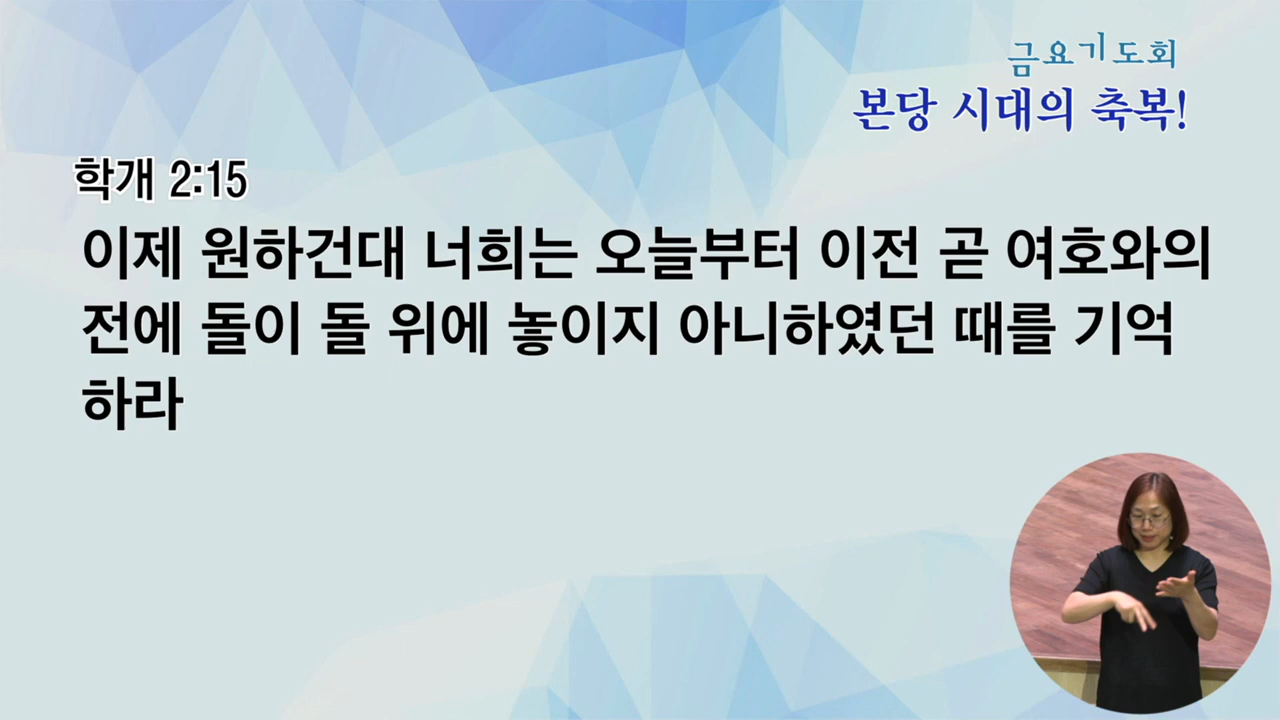 금요기도회
본당 시대의 축복!
학개 2:15
이제 원하건대 너희는 오늘부터 이전 곧 여호와의
전에 돌이 돌 위에 놓이지 아니하였던 때를 기억
하라